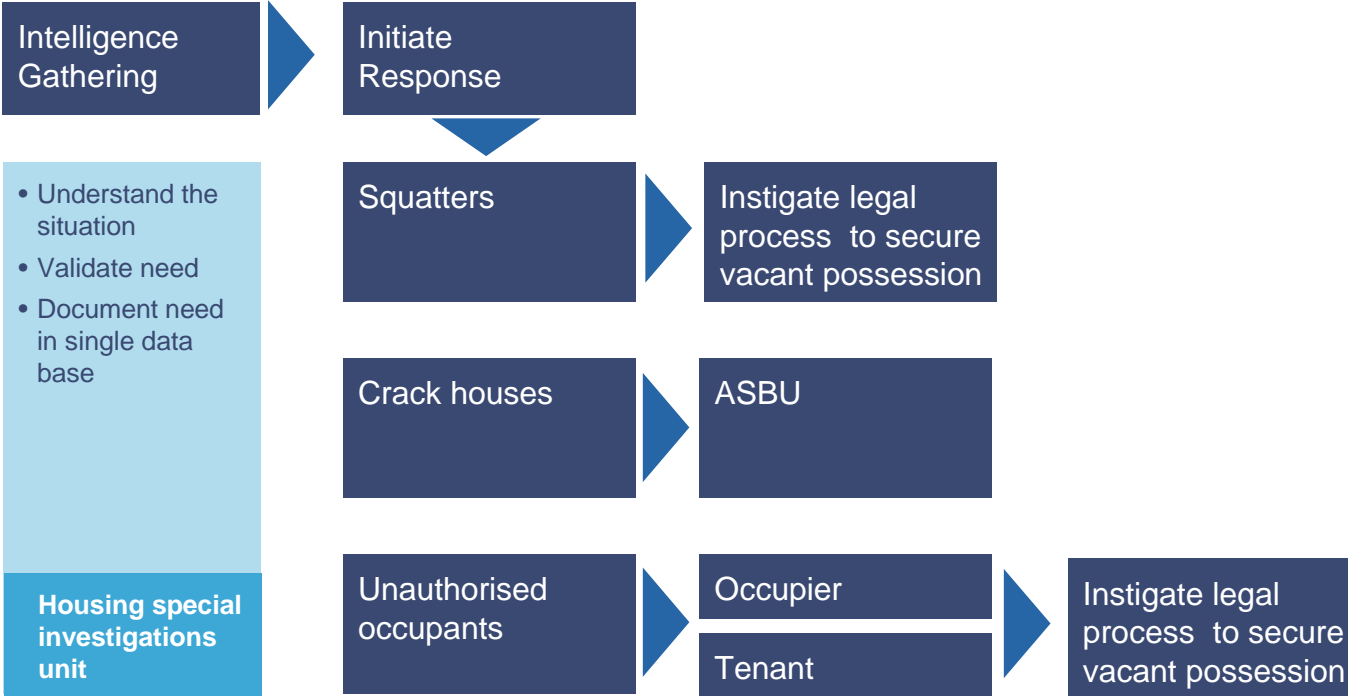 Intelligence
Gathering
Initiate
Response
• Understand the
situation
• Validate need
• Document need
in single data
base
Housing special
investigations
unit
Squatters
Instigate legal
process  to secure
vacant possession
Crack houses
ASBU
Unauthorised
occupants
Occupier
Tenant
Instigate legal
process  to secure
vacant possession